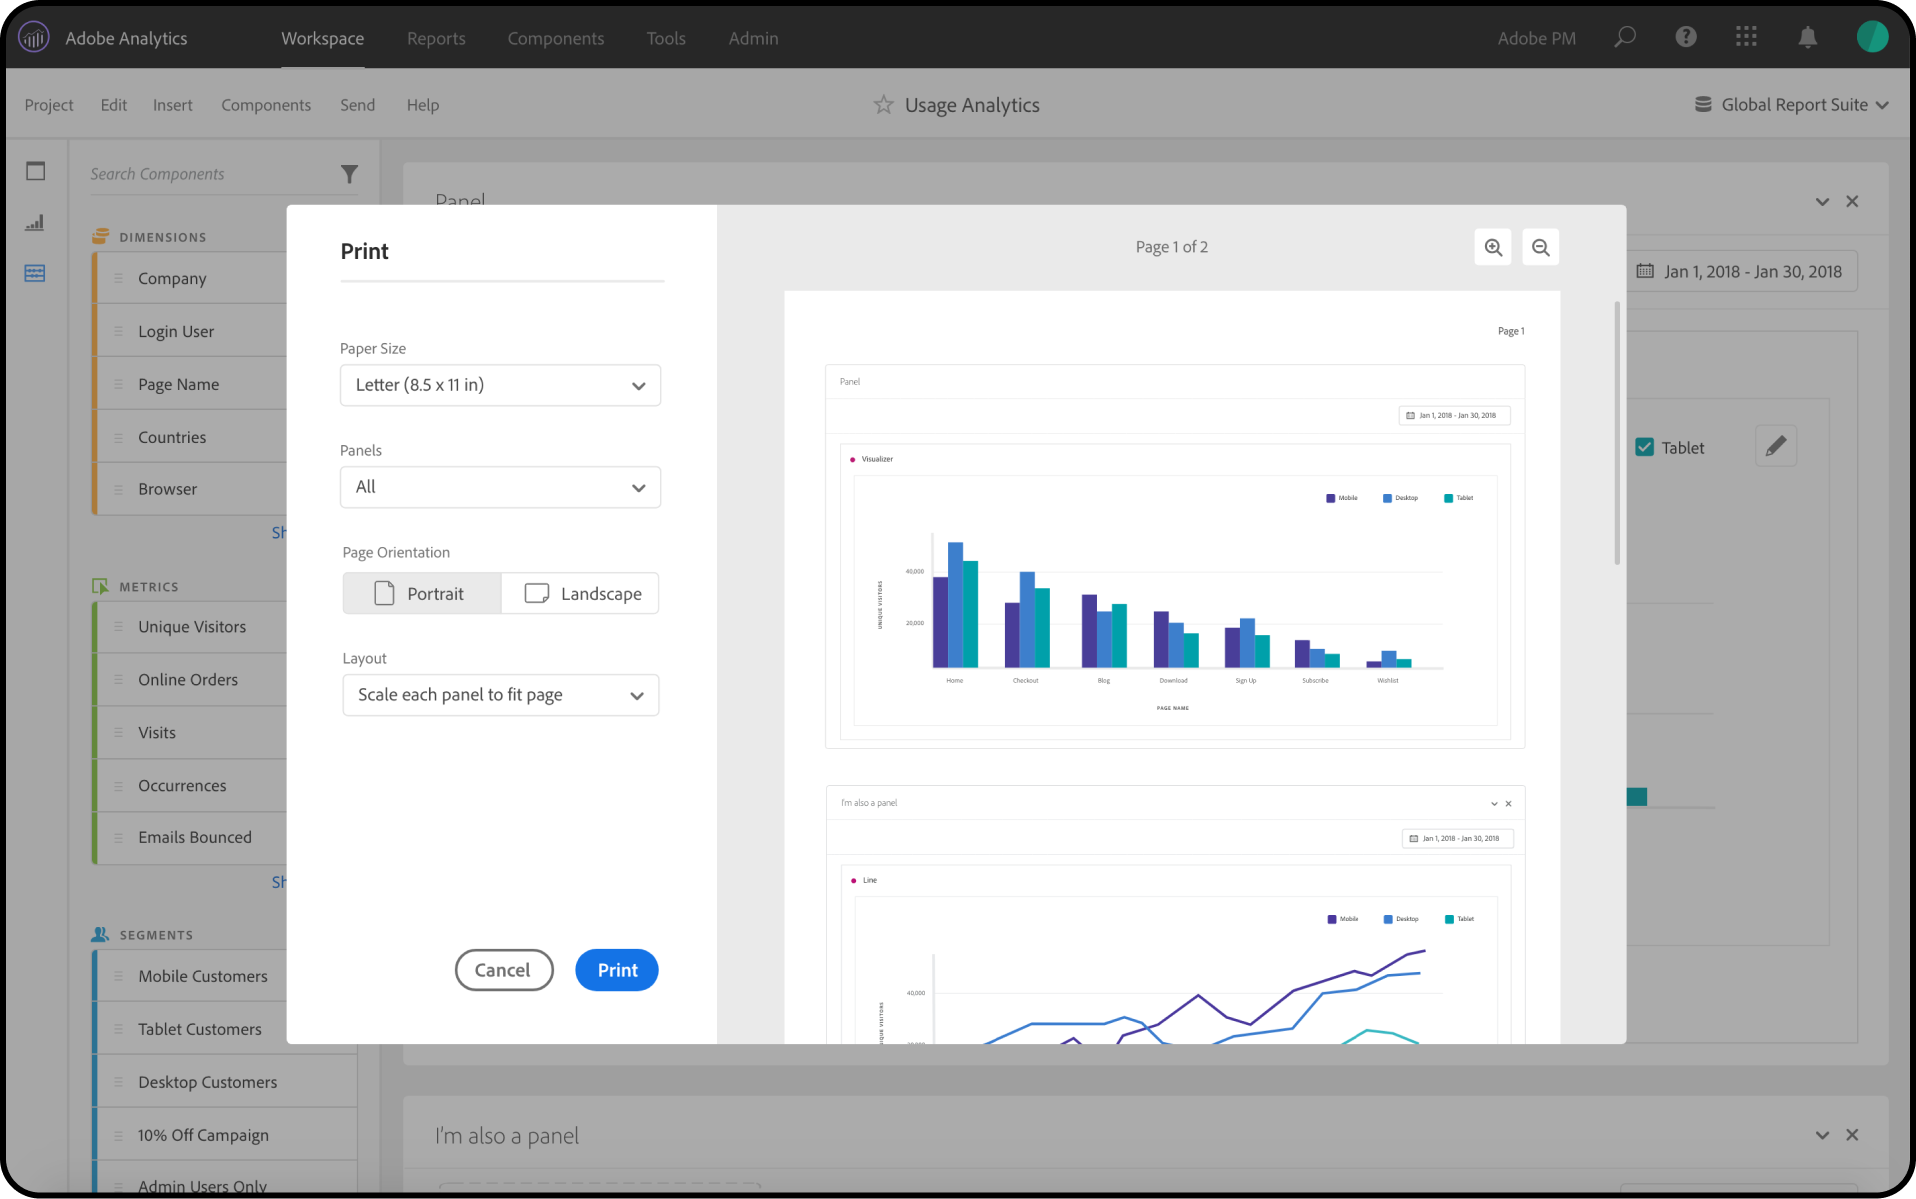 Adobe Analytics Workspace Reports Components Tools Admin Adobe PM
Project Edit Insert Components Send Help Usage Analytics Global Report Suite
Search Components
Panel
DIMENSIONS
Company
Login User
Page Name
Countries
Browser
Sh
METRICS
Unique Visitors
Online Orders
Visits
Occurrences
Emails Bounced
Sh
SEGMENTS
Mobile Customers
Tablet Customers
Desktop Customers
10% Off Campaign
Admin Users Only
Jan 1, 2018 - Jan 30, 2018
Tablet
Print
Paper Size
Letter (8.5 x 11 in)
Panels
All
Page Orientation
Portrait Landscape
Layout
Scale each panel to fit page
Cancel Print
Page 1 of 2
Page 1
Panel
Jan 1, 2018 - Jan 30, 2018
Visualizer
Mobile Desktop Tablet
40,000
20,000
UNIQUE VISITORS
Home Checkout Blog Download Sign Up Subscribe Wishlist
PAGE NAME
I'm also a panel
Jan 1, 2018 - Jan 30, 2018
Line
Mobile Desktop Tablet
40,000
I'm also a panel